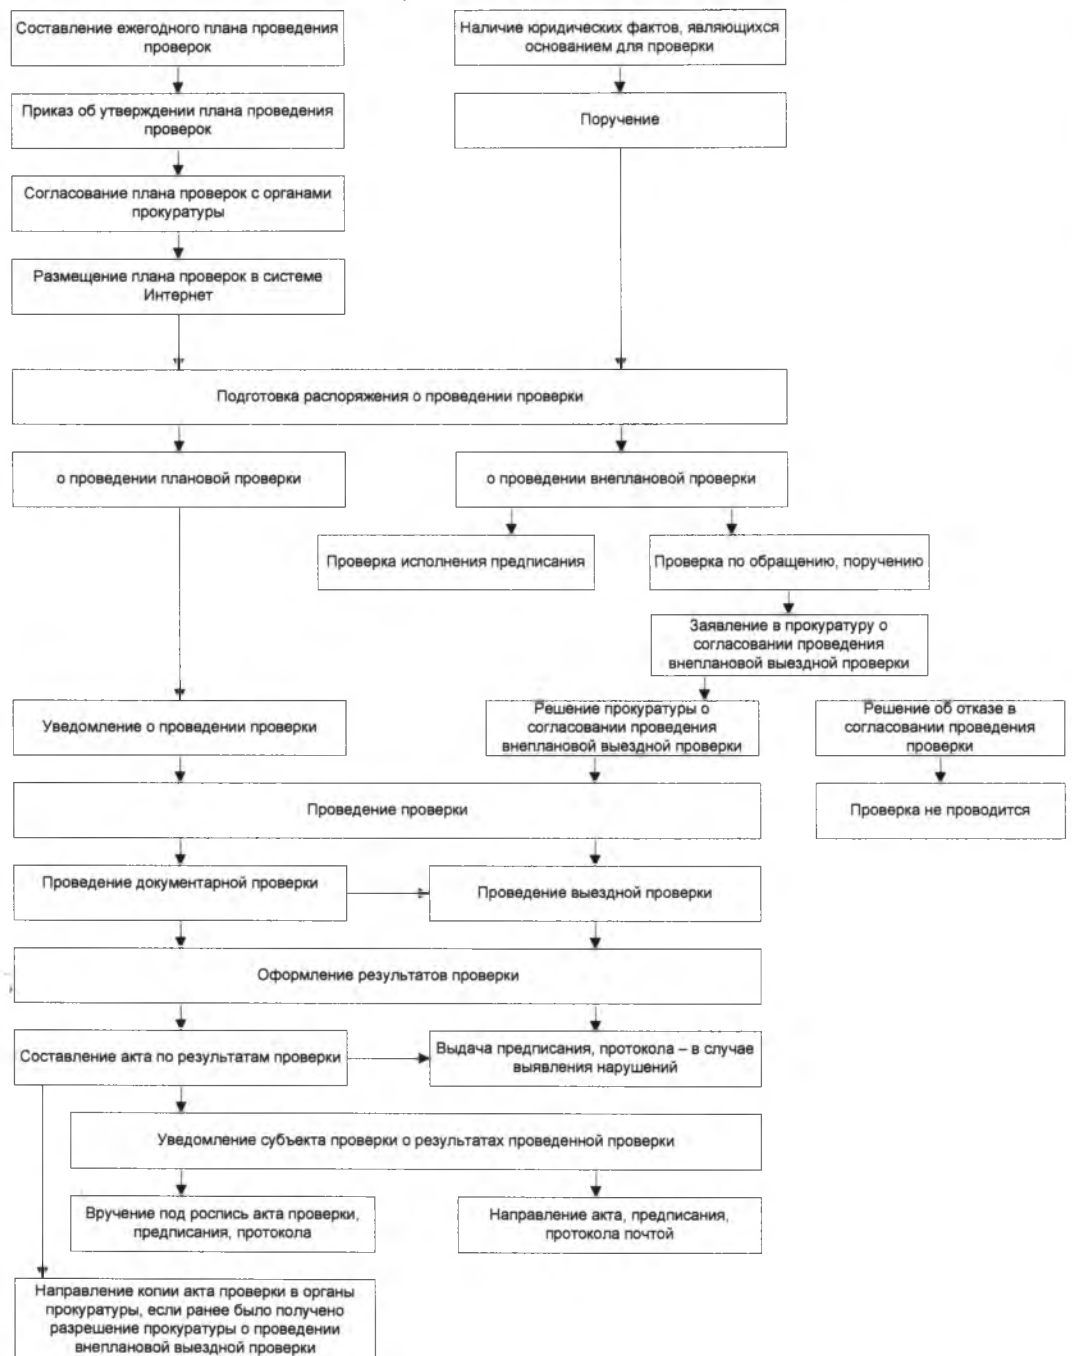 Составление ежегодного плана проведения
проверок
Наличие юридических фактов, являющихся
основанием для проверки
Приказ об утверждении плана проведения
проверок
Поручение
Согласование плана проверок с органами
прокуратуры
Размещение плана проверок в системе
Интернет
Подготовка распоряжения о проведении проверки
о проведении плановой проверки
о проведении внеплановой проверки
Проверка исполнения предписания
Проверка по обращению, поручению
Заявление в прокуратуру о
согласовании проведения
внеплановой выездной проверки
Уведомление о проведении проверки
Решение прокуратуры о
согласовании проведения
внеплановой выездной проверки
Решение об отказе в
согласовании проведения
проверки
Проведение проверки
Проверка не проводится
Проведение документарной проверки
Проведение выездной проверки
Оформление результатов проверки
Составление акта по результатам проверки
Выдача предписания, протокола – в случае
выявления нарушений
Уведомление субъекта проверки о результатах проведенной проверки
Вручение под роспись акта проверки,
предписания, протокола
Направление акта, предписания,
протокола почтой
Направление копии акта проверки в органы
прокуратуры, если ранее было получено
разрешение прокуратуры о проведении
внеплановой выездной проверки